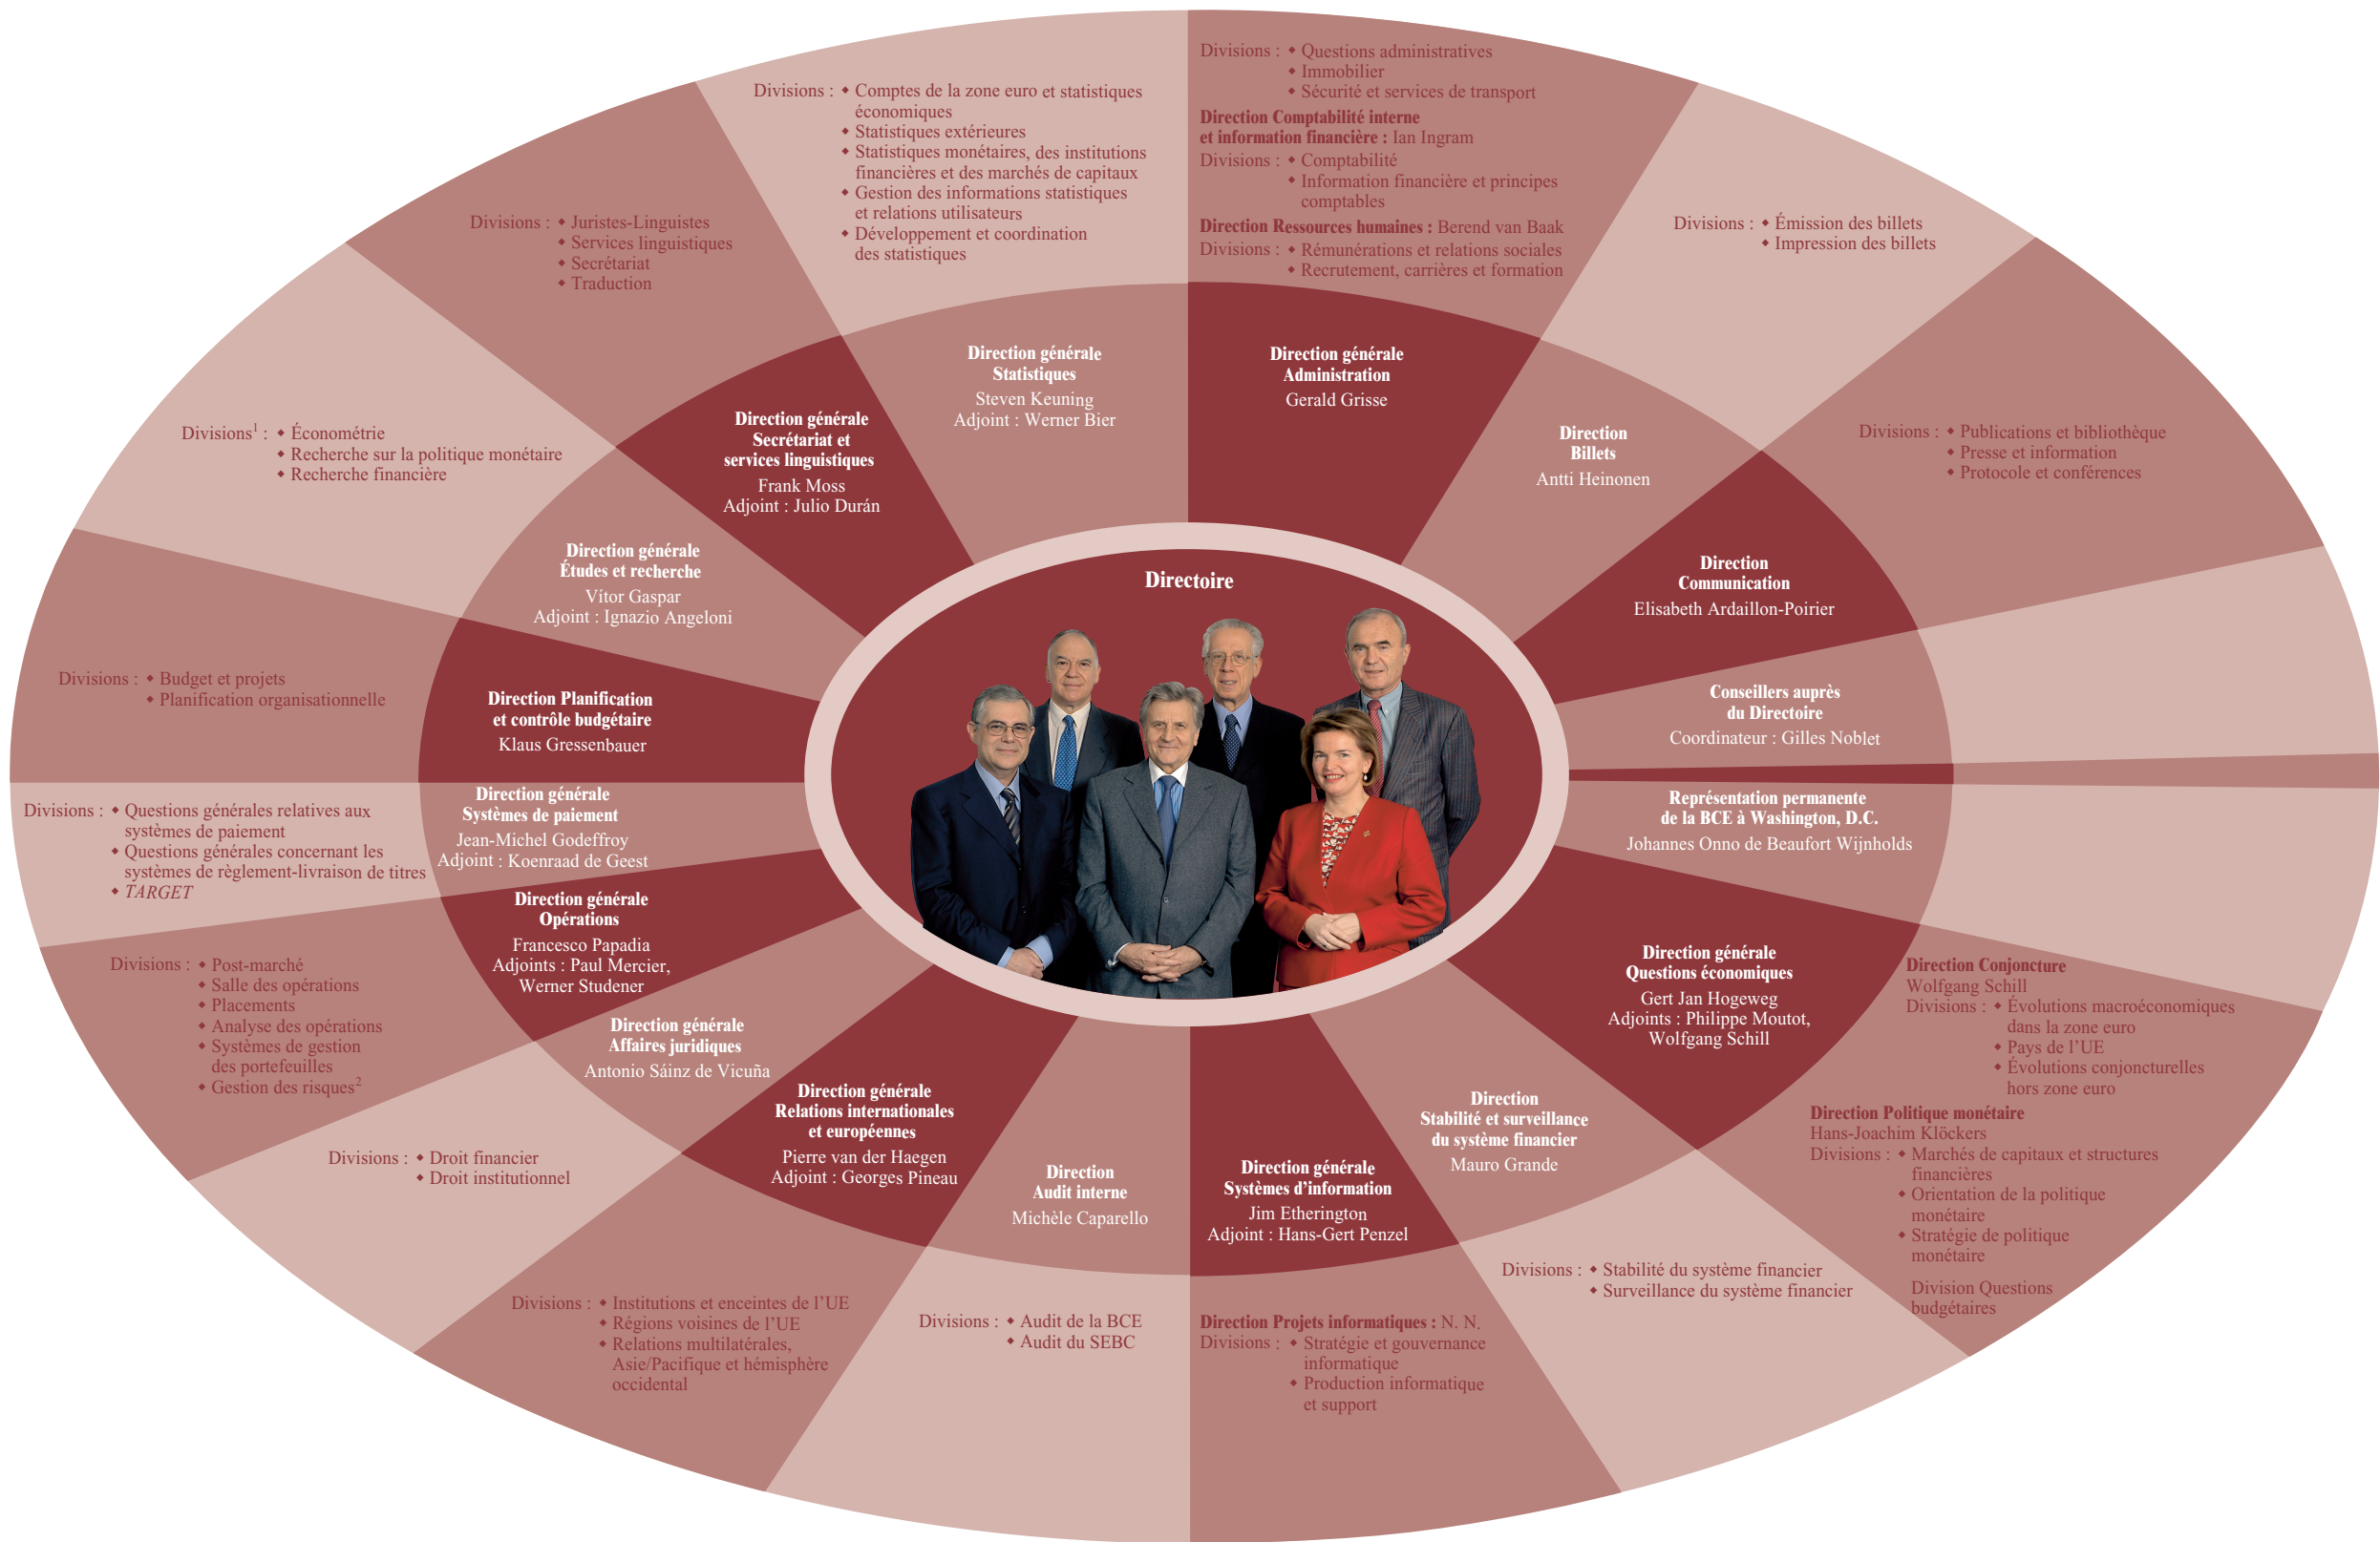 Directoire
Divisions : • Questions administratives
• Immobilier
• Sécurité et services de transport
Direction Comptabilité interne
et information financière : Ian Ingram
Divisions : • Comptabilité
• Information financière et principes
comptables
Direction Ressources humaines : Berend van Baak
Divisions : • Rémunérations et relations sociales
• Recrutement, carrières et formation
Direction générale
Administration
Gerald Grisse
Divisions : • Émission des billets
• Impression des billets
Direction
Billets
Antti Heinonen
Divisions : • Publications et bibliothèque
• Presse et information
• Protocole et conférences
Direction
Communication
Elisabeth Ardaillon-Poirier
Conseillers auprès
du Directoire
Coordinateur : Gilles Noblet
Représentation permanente
de la BCE à Washington, D.C.
Johannes Onno de Beaufort Wijnholds
Direction générale
Questions économiques
Gert Jan Hogeweg
Adjoints : Philippe Moutot,
Wolfgang Schill
Direction Conjoncture
Wolfgang Schill
Divisions : • Évolutions macroéconomiques
dans la zone euro
• Pays de l’UE
• Évolutions conjoncturelles
hors zone euro
Direction Politique monétaire
Hans-Joachim Klöckers
Divisions : • Marchés de capitaux et structures
financières
• Orientation de la politique
monétaire
• Stratégie de politique
monétaire
Division Questions
budgétaires
Direction
Stabilité et surveillance
du système financier
Mauro Grande
Divisions : • Stabilité du système financier
• Surveillance du système financier
Direction générale
Systèmes d’information
Jim Etherington
Adjoint : Hans-Gert Penzel
Direction Projets informatiques : N. N.
Divisions : • Stratégie et gouvernance
informatique
• Production informatique
et support
Direction
Audit interne
Michèle Caparello
Divisions : • Audit de la BCE
• Audit du SEBC
Direction générale
Relations internationales
et européennes
Pierre van der Haegen
Adjoint : Georges Pineau
Divisions : • Institutions et enceintes de l’UE
• Régions voisines de l’UE
• Relations multilatérales,
Asie/Pacifique et hémisphère
occidental
Direction générale
Affaires juridiques
Antonio Sáinz de Vicuña
Divisions : • Droit financier
• Droit institutionnel
Direction générale
Opérations
Francesco Papadia
Adjoints : Paul Mercier,
Werner Studener
Divisions : • Post-marché
• Salle des opérations
• Placements
• Analyse des opérations
• Systèmes de gestion
des portefeuilles
• Gestion des risques²
Direction générale
Systèmes de paiement
Jean-Michel Godeffroy
Adjoint : Koenraad de Geest
Divisions : • Questions générales relatives aux
systèmes de paiement
• Questions générales concernant les
systèmes de règlement-livraison de titres
• TARGET
Direction Planification
et contrôle budgétaire
Klaus Gressenbauer
Divisions : • Budget et projets
• Planification organisationnelle
Direction générale
Études et recherche
Vítor Gaspar
Adjoint : Ignazio Angeloni
Divisions¹ : • Économétrie
• Recherche sur la politique monétaire
• Recherche financière
Direction générale
Secrétariat et
services linguistiques
Frank Moss
Adjoint : Julio Durán
Divisions : • Juristes-Linguistes
• Services linguistiques
• Secrétariat
• Traduction
Direction générale
Statistiques
Steven Keuning
Adjoint : Werner Bier
Divisions : • Comptes de la zone euro et statistiques
économiques
• Statistiques extérieures
• Statistiques monétaires, des institutions
financières et des marchés de capitaux
• Gestion des informations statistiques
et relations utilisateurs
• Développement et coordination
des statistiques